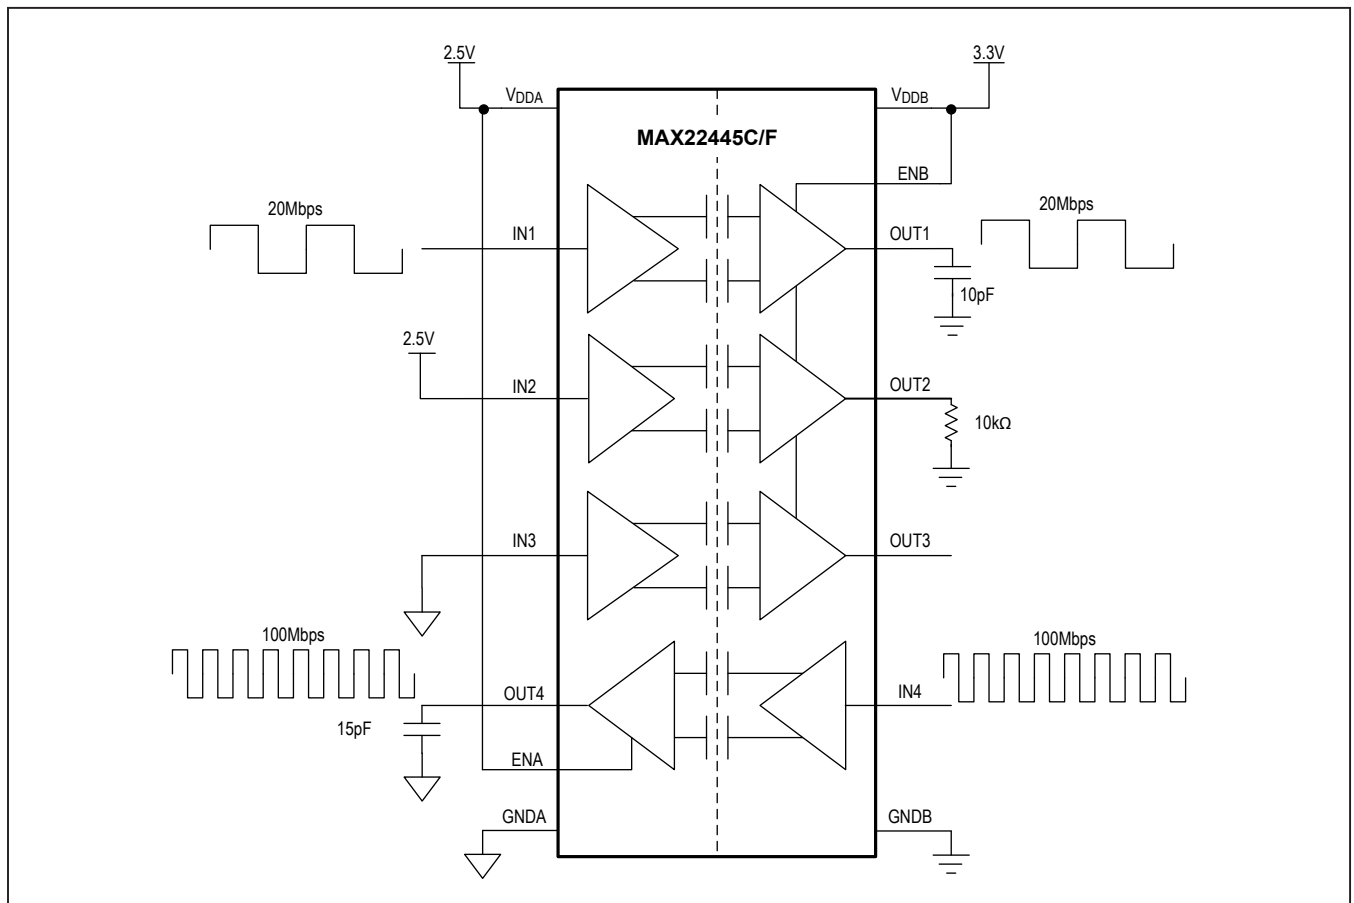 2.5V
3.3V
VDDA
VDDB
MAX22445C/F
ENB
20Mbps
20Mbps
IN1
OUT1
10pF
2.5V
IN2
OUT2
10kΩ
IN3
OUT3
100Mbps
100Mbps
OUT4
IN4
15pF
ENA
GNDA
GNDB